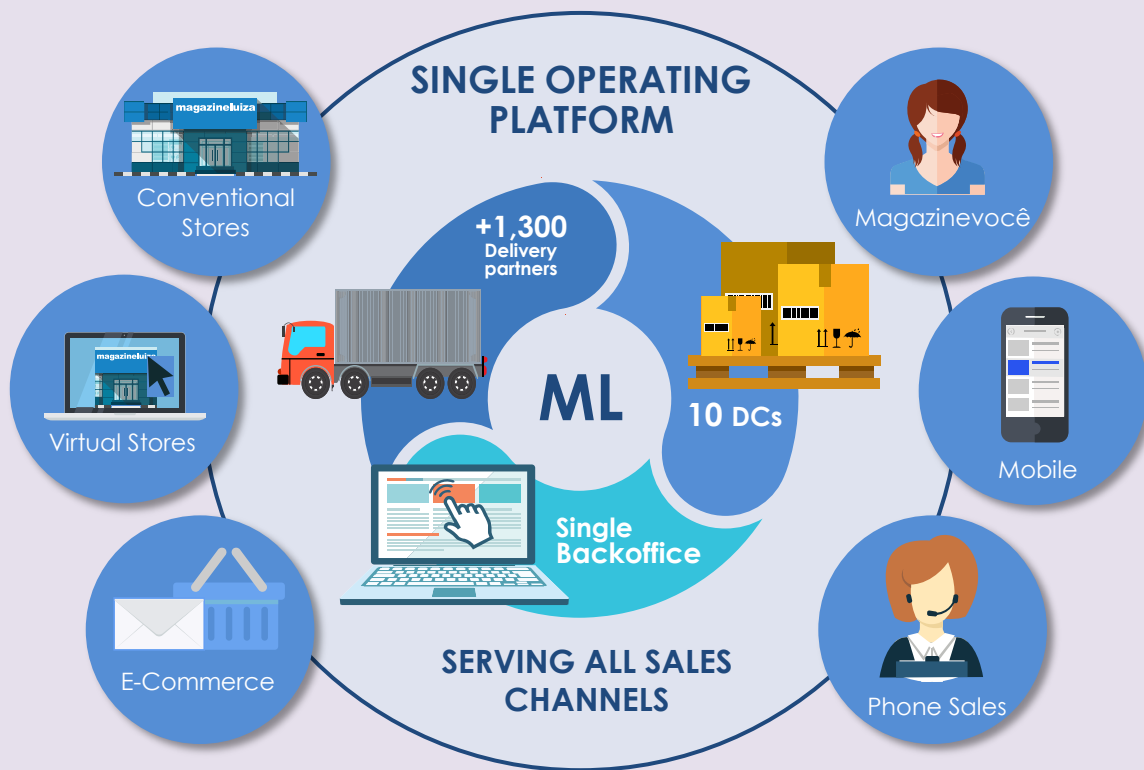 SINGLE OPERATING
PLATFORM
magazineluiza
Conventional
Stores
Magazinevocê
+1,300
Delivery
partners
magazineluiza
Virtual Stores
ML
10 DCs
Mobile
Single
Backoffice
E-Commerce
SERVING ALL SALES
CHANNELS
Phone Sales